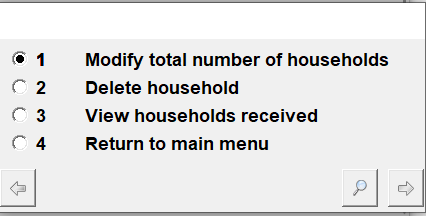 1 Modify total number of households
2 Delete household
3 View households received
4 Return to main menu